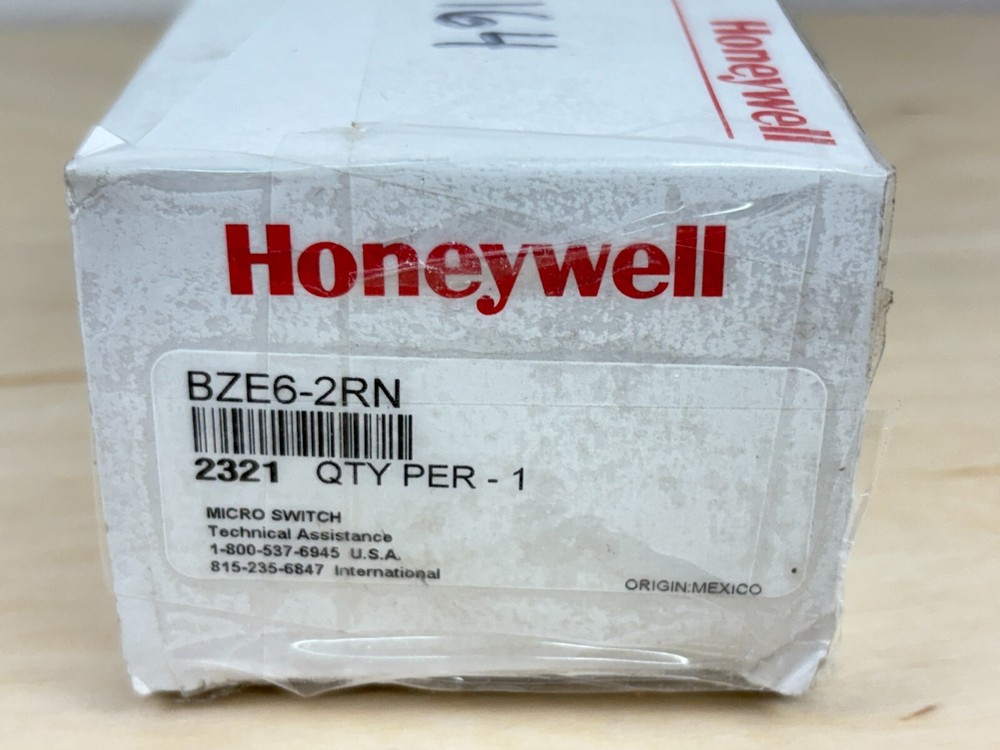 164
Honeywell
Honeywell
BZE6-2RN
2321 QTY PER - 1
MICRO SWITCH
Technical Assistance
1-800-537-6945 U.S.A.
815-235-6847 International
ORIGIN:MEXICO